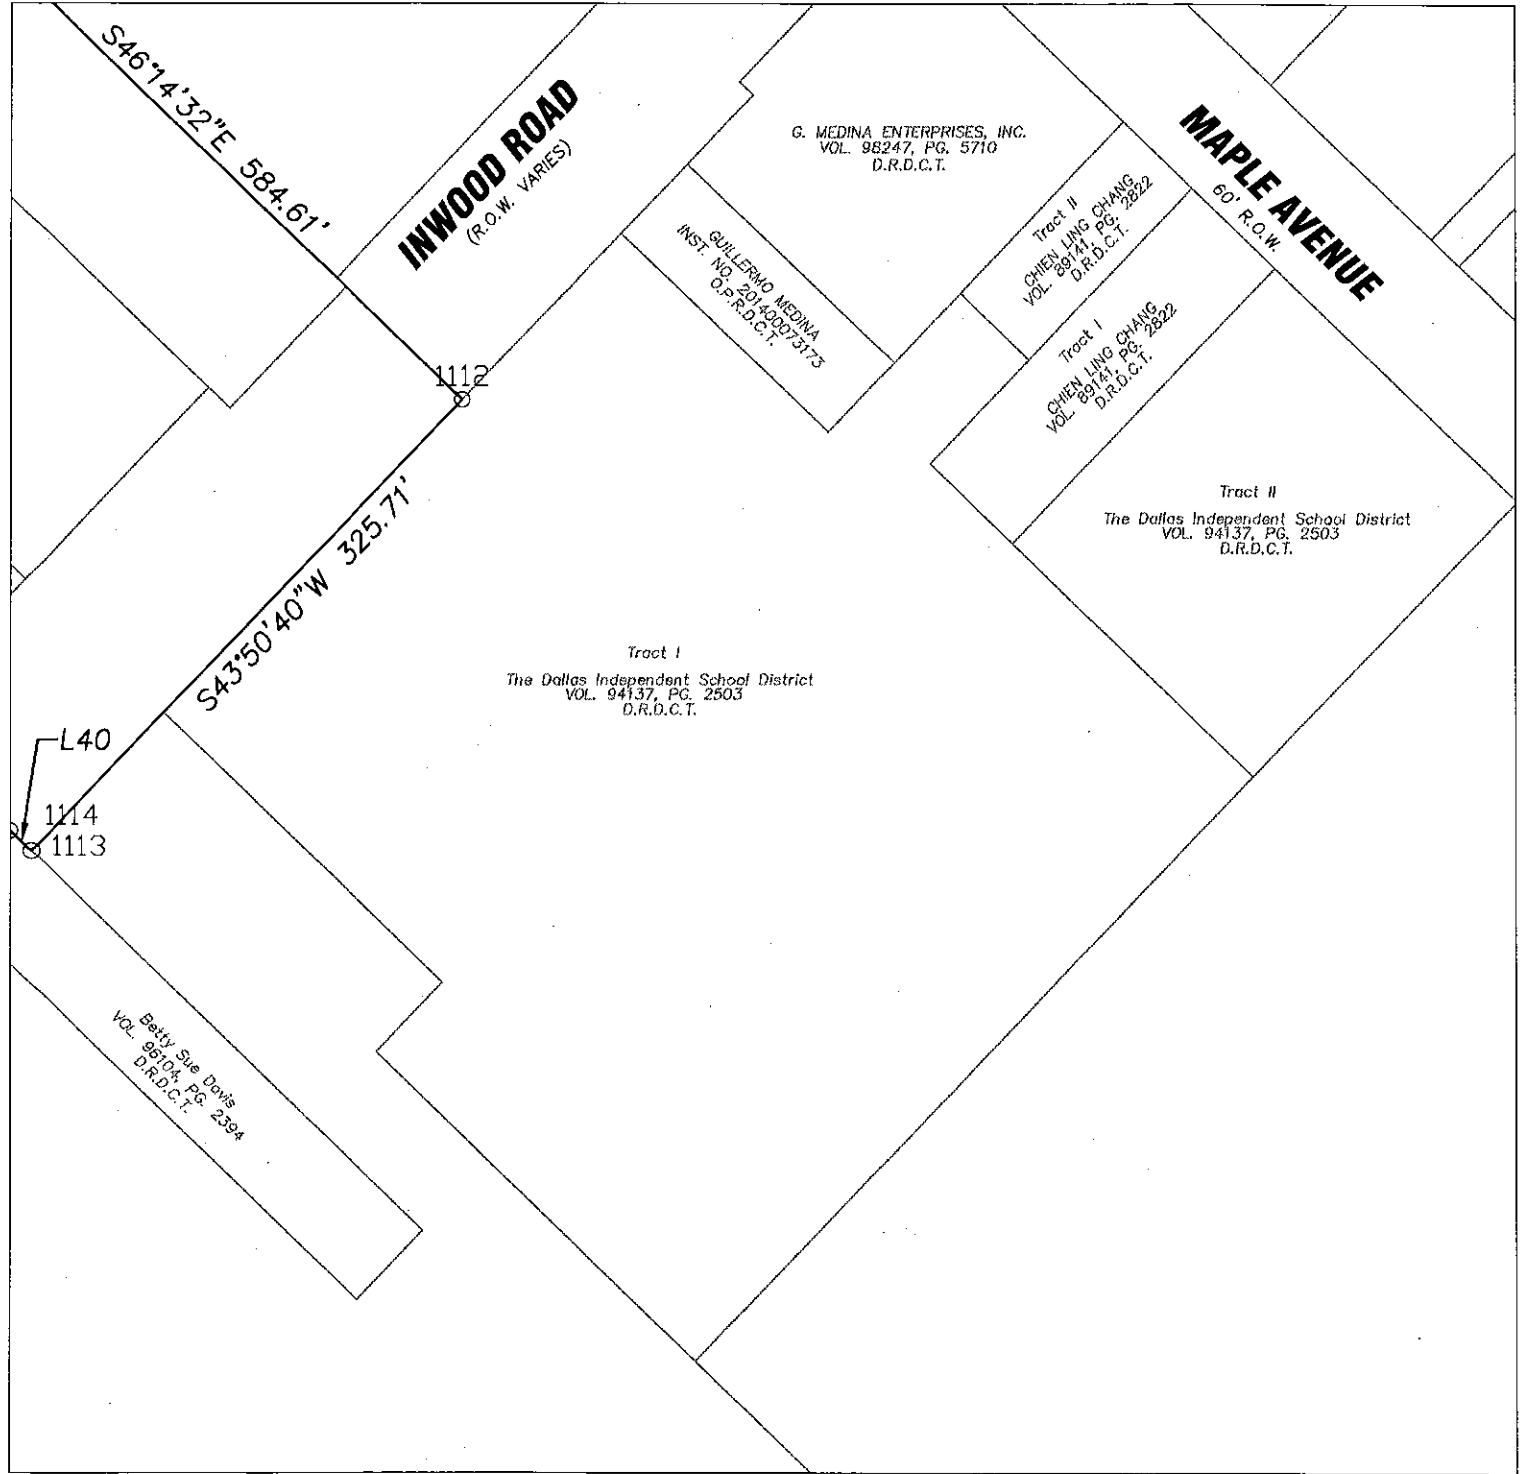 S46°14'32"E 584.61'
INWOOD ROAD
(R.O.W. VARIES)
G. MEDINA ENTERPRISES, INC.
VOL. 98247, PG. 5710
D.R.D.C.T.
MAPLE AVENUE
60' R.O.W.
GUILLERMO MEDINA
INST. NO. 201400073173
O.P.R.D.C.T.
Tract II
CHIEN LING CHANG
VOL. 89141, PG. 2822
D.R.D.C.T.
Tract I
CHIEN LING CHANG
VOL. 89141, PG. 2822
D.R.D.C.T.
1112
S43°50'40"W 325.71'
Tract II
The Dallas Independent School District
VOL. 94137, PG. 2503
D.R.D.C.T.
Tract I
The Dallas Independent School District
VOL. 94137, PG. 2503
D.R.D.C.T.
L40
1114
1113
Betty Sue Davis
VOL. 96104, PG. 2394
D.R.D.C.T.